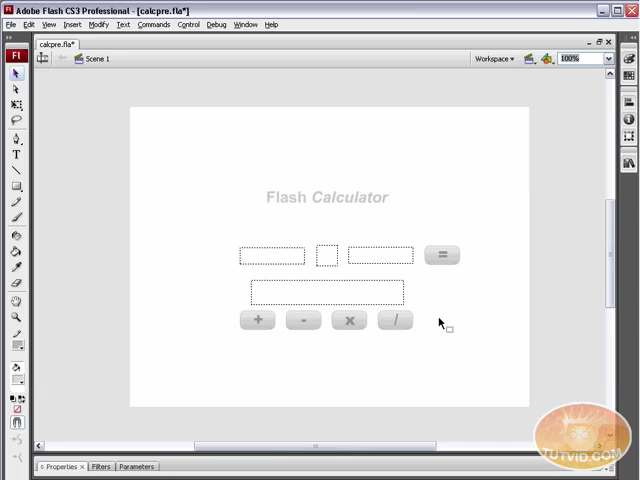 Adobe Flash CS3 Professional - [calcpre.fla*]
File Edit View Insert Modify Text Commands Control Debug Window Help
calcpre.fla*
Fl
Scene 1
Workspace
100%
T
Flash Calculator
=
+ - x /
TUTVID.COM
Properties Filters Parameters